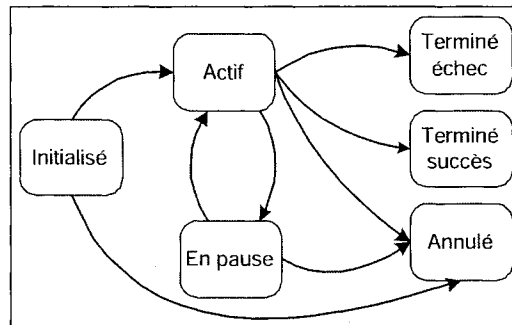 Actif
Terminé
échec
Initialisé
Terminé
succès
En pause
Annulé